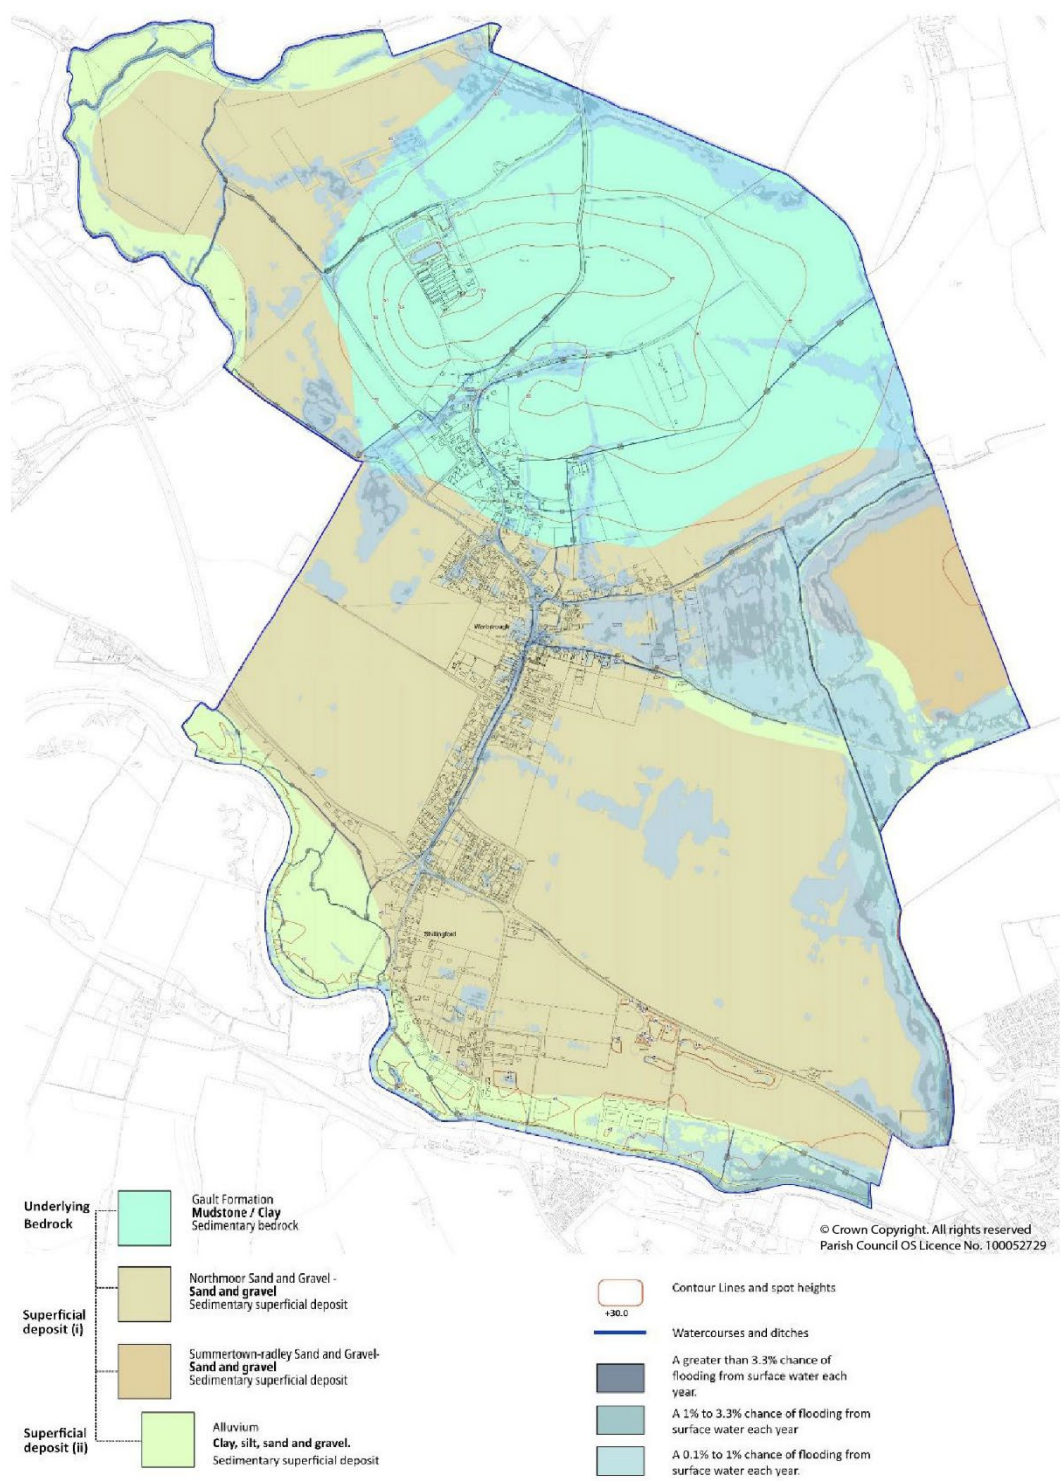 Warborough
Shillingford
© Crown Copyright. All rights reserved
Parish Council OS Licence No. 100052729
Underlying
Bedrock
Gault Formation
Mudstone / Clay
Sedimentary bedrock
Superficial
deposit (i)
Northmoor Sand and Gravel -
Sand and gravel
Sedimentary superficial deposit
Summertown-radley Sand and Gravel-
Sand and gravel
Sedimentary superficial deposit
Superficial
deposit (ii)
Alluvium
Clay, silt, sand and gravel.
Sedimentary superficial deposit
Contour Lines and spot heights
+30.0
Watercourses and ditches
A greater than 3.3% chance of
flooding from surface water each
year.
A 1% to 3.3% chance of flooding from
surface water each year
A 0.1% to 1% chance of flooding from
surface water each year.